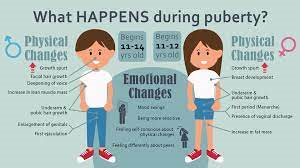 What HAPPENS during puberty?
Physical
Changes
Growth spurt
Facial hair growth
Deepening of voice
Increase in lean muscle mass
Underarm &
pubic hair growth
Enlargement of genitals
First ejaculation
Begins
11-14
yrs old
Begins
11-12
yrs old
Emotional
Changes
Mood swings
Being more sensitive
Feeling self-conscious about
physical changes
Feeling differently about peers
Physical
Changes
Growth spurt
Breast development
Underarm &
pubic hair growth
First period (Menarche)
Presence of vaginal discharge
Increase in fat mass